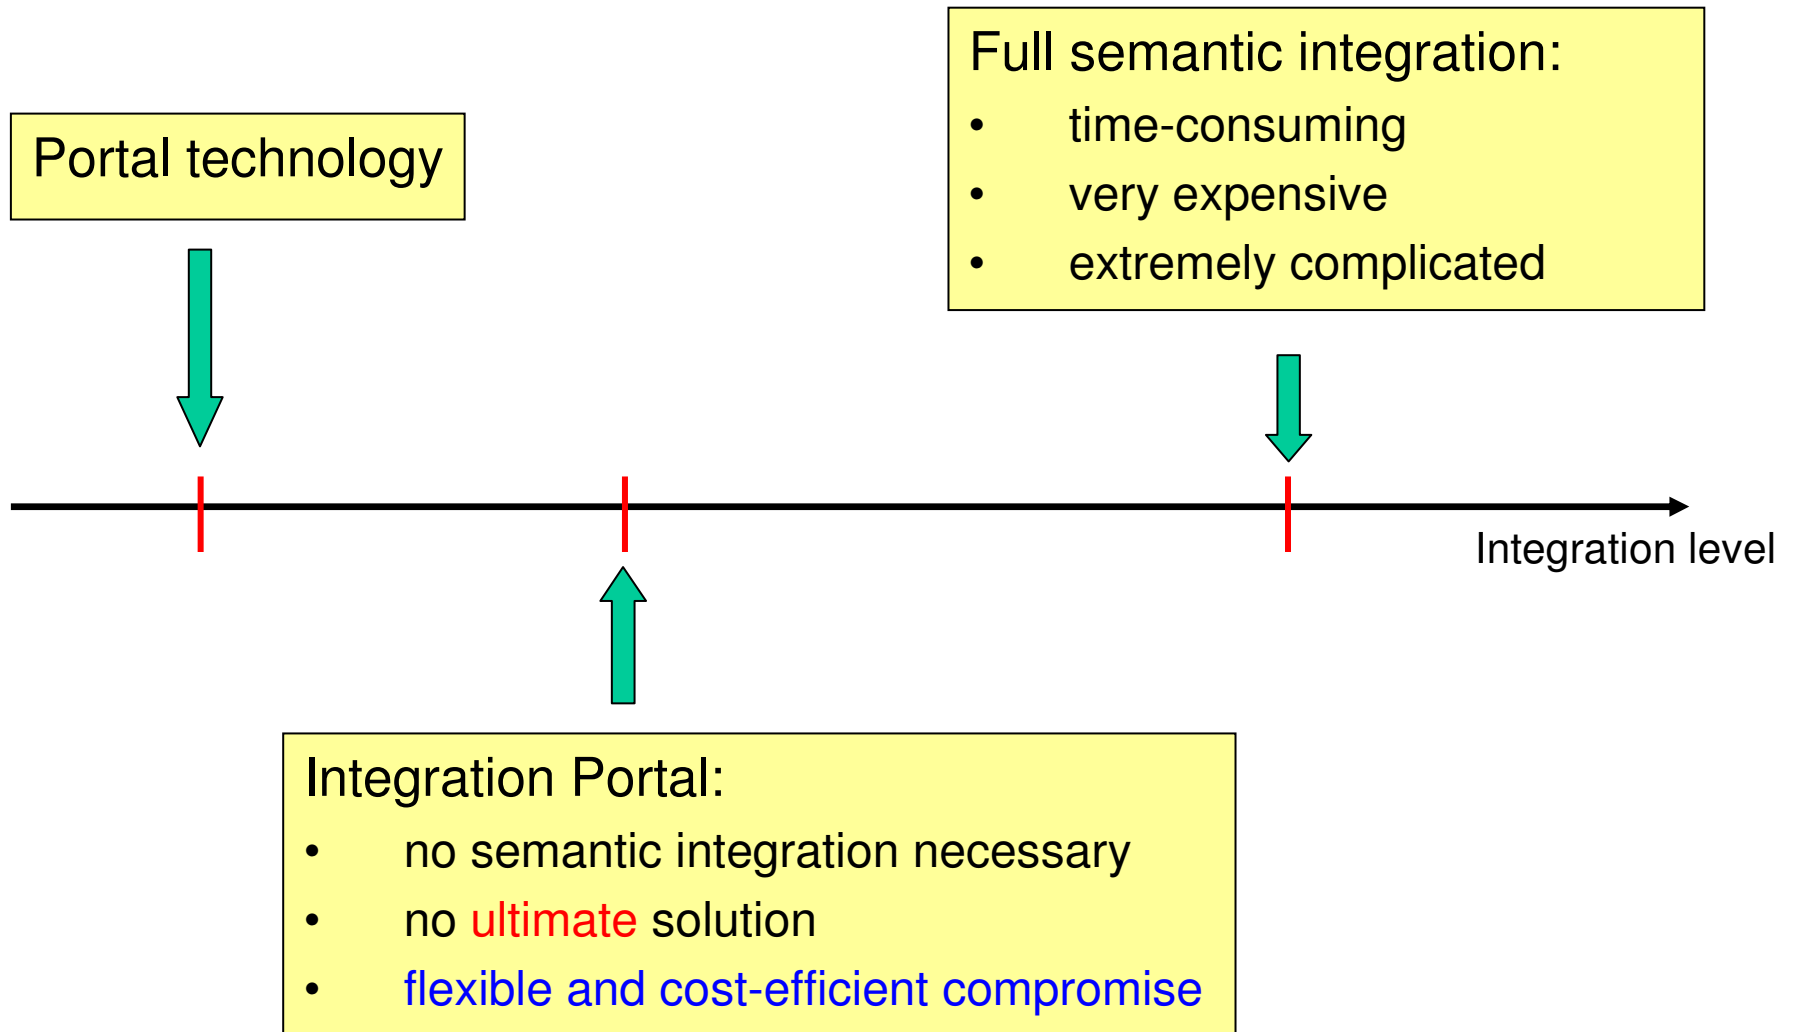 Portal technology
Full semantic integration:
• time-consuming
• very expensive
• extremely complicated
Integration level
Integration Portal:
• no semantic integration necessary
• no ultimate solution
• flexible and cost-efficient compromise